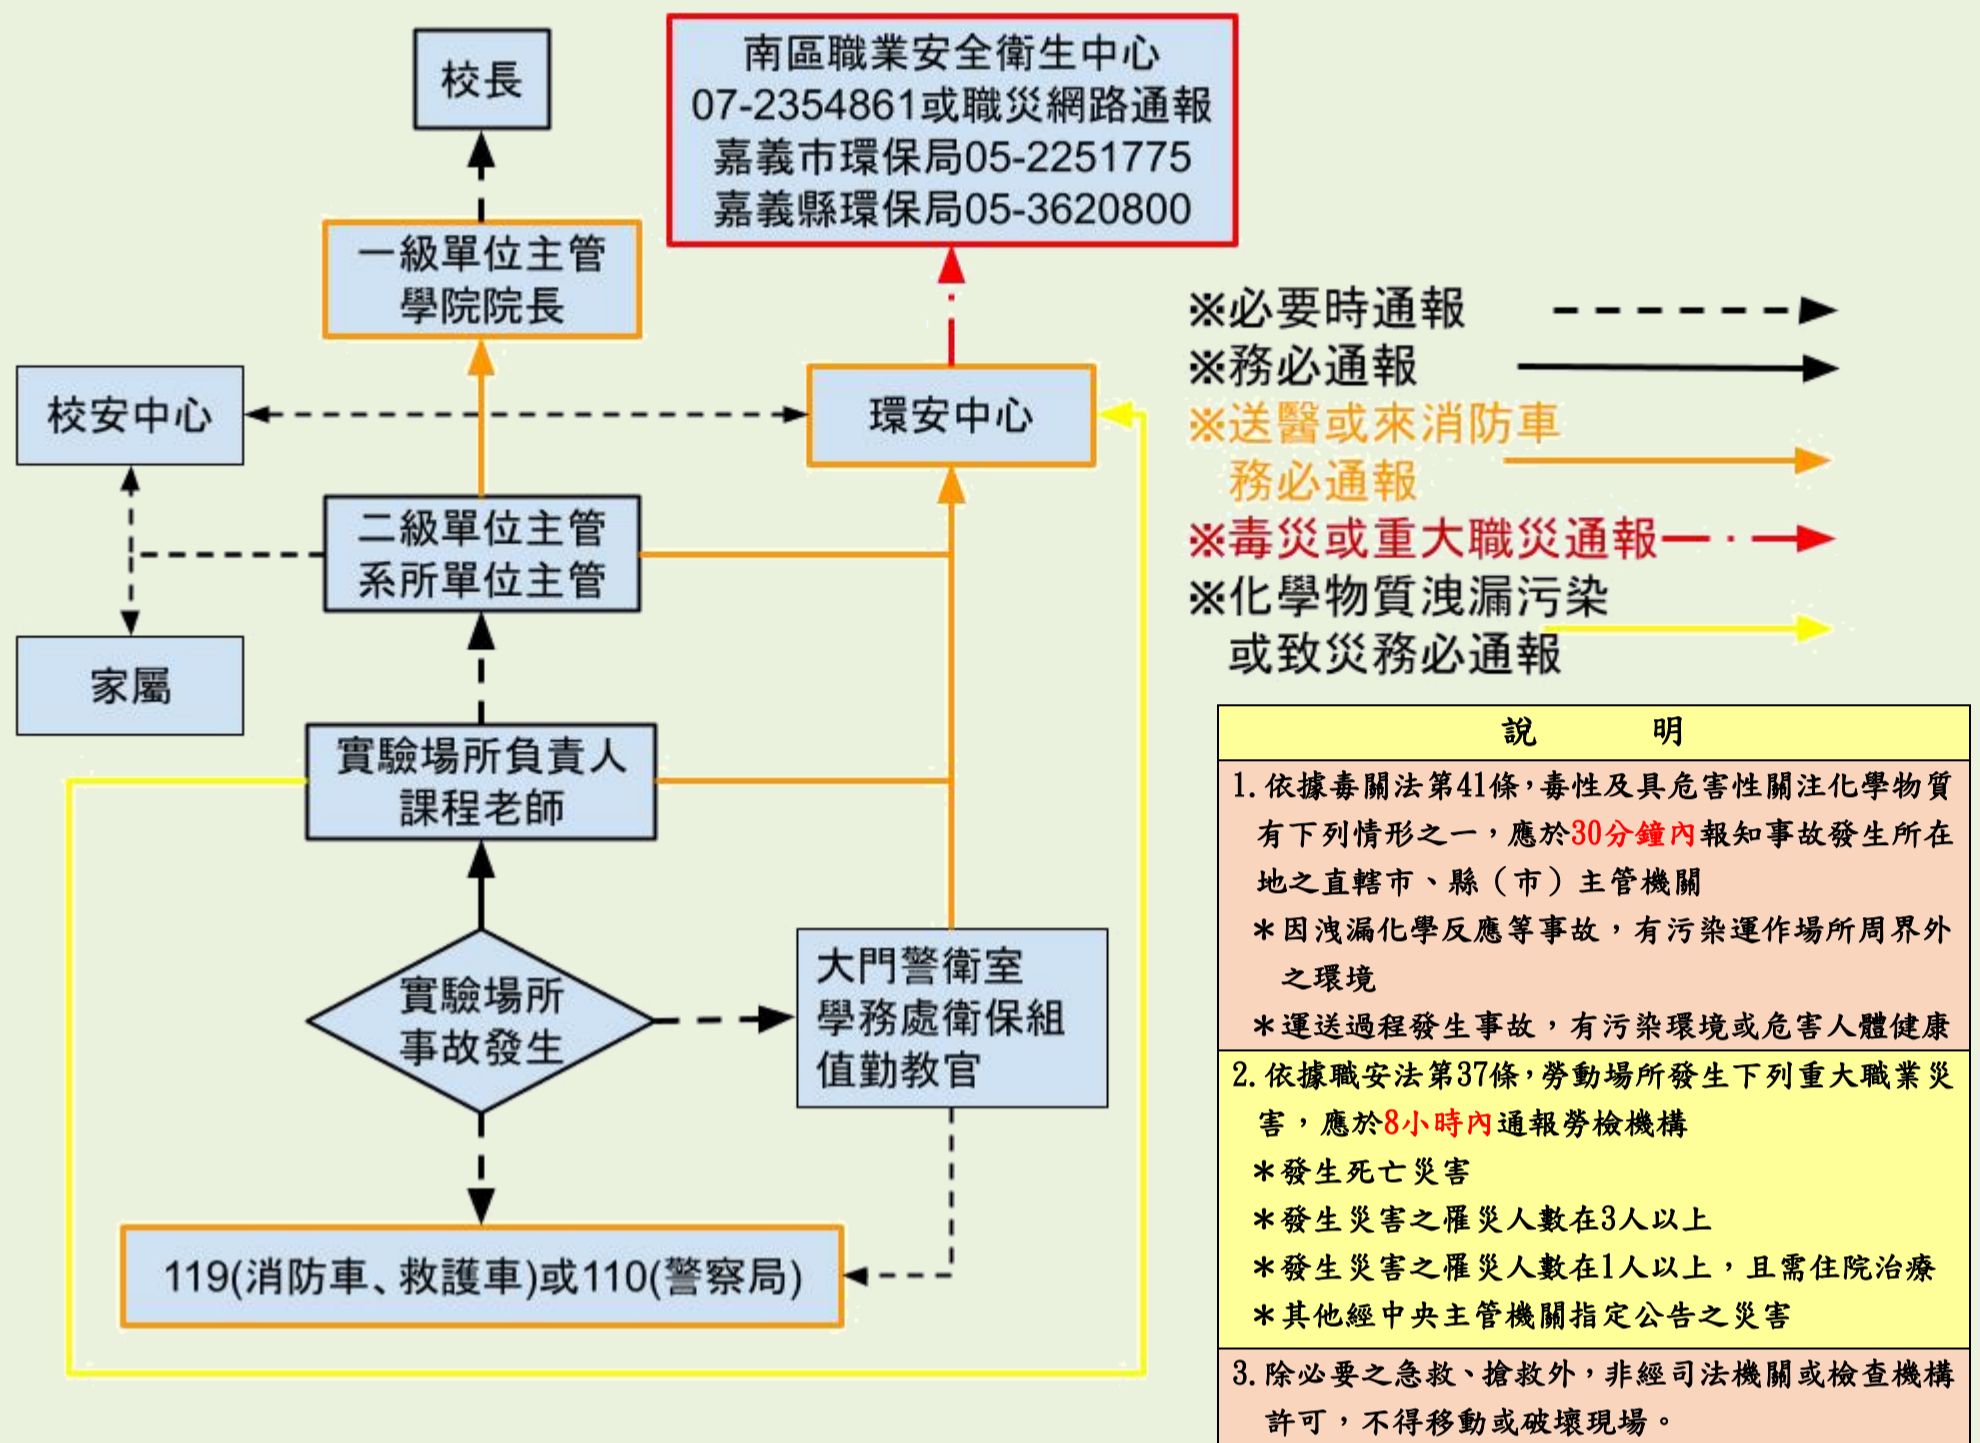 校長
南區職業安全衛生中心
07-2354861或職災網路通報
嘉義市環保局05-2251775
嘉義縣環保局05-3620800
一級單位主管
學院院長
校安中心
環安中心
二級單位主管
系所單位主管
家屬
實驗場所負責人
課程老師
實驗場所
事故發生
大門警衛室
學務處衛保組
值勤教官
119(消防車、救護車)或110(警察局)
※必要時通報
※務必通報
※送醫或來消防車
務必通報
※毒災或重大職災通報
※化學物質洩漏污染
或致災務必通報
說 明
1.依據毒關法第41條，毒性及具危害性關注化學物質
有下列情形之一，應於30分鐘內報知事故發生所在
地之直轄市、縣（市）主管機關
＊因洩漏化學反應等事故，有污染運作場所周界外
之環境
＊運送過程發生事故，有污染環境或危害人體健康
2.依據職安法第37條，勞動場所發生下列重大職業災
害，應於8小時內通報勞檢機構
＊發生死亡災害
＊發生災害之罹災人數在3人以上
＊發生災害之罹災人數在1人以上，且需住院治療
＊其他經中央主管機關指定公告之災害
3.除必要之急救、搶救外，非經司法機關或檢查機構
許可，不得移動或破壞現場。